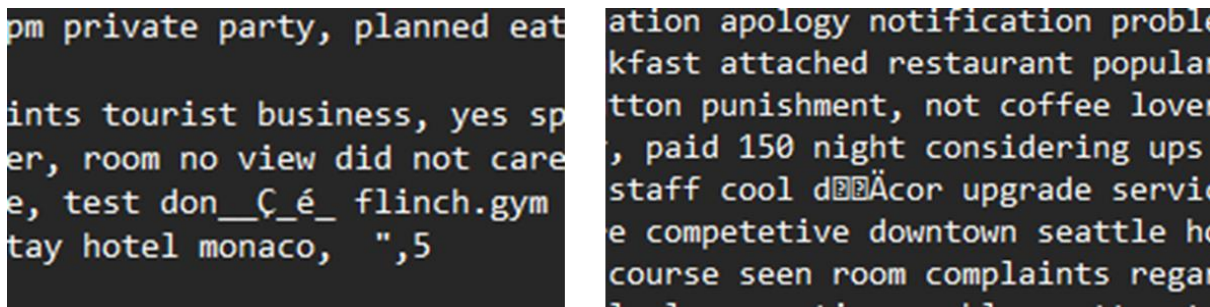 pm private party, planned eat
ints tourist business, yes sp
er, room no view did not care
e, test don__Ç_é_ flinch.gym
tay hotel monaco,  ",5
ation apology notification proble
kfast attached restaurant popular
tton punishment, not coffee lover
, paid 150 night considering ups
staff cool d⍰⍰Äcor upgrade servic
e competetive downtown seattle ho
course seen room complaints regar